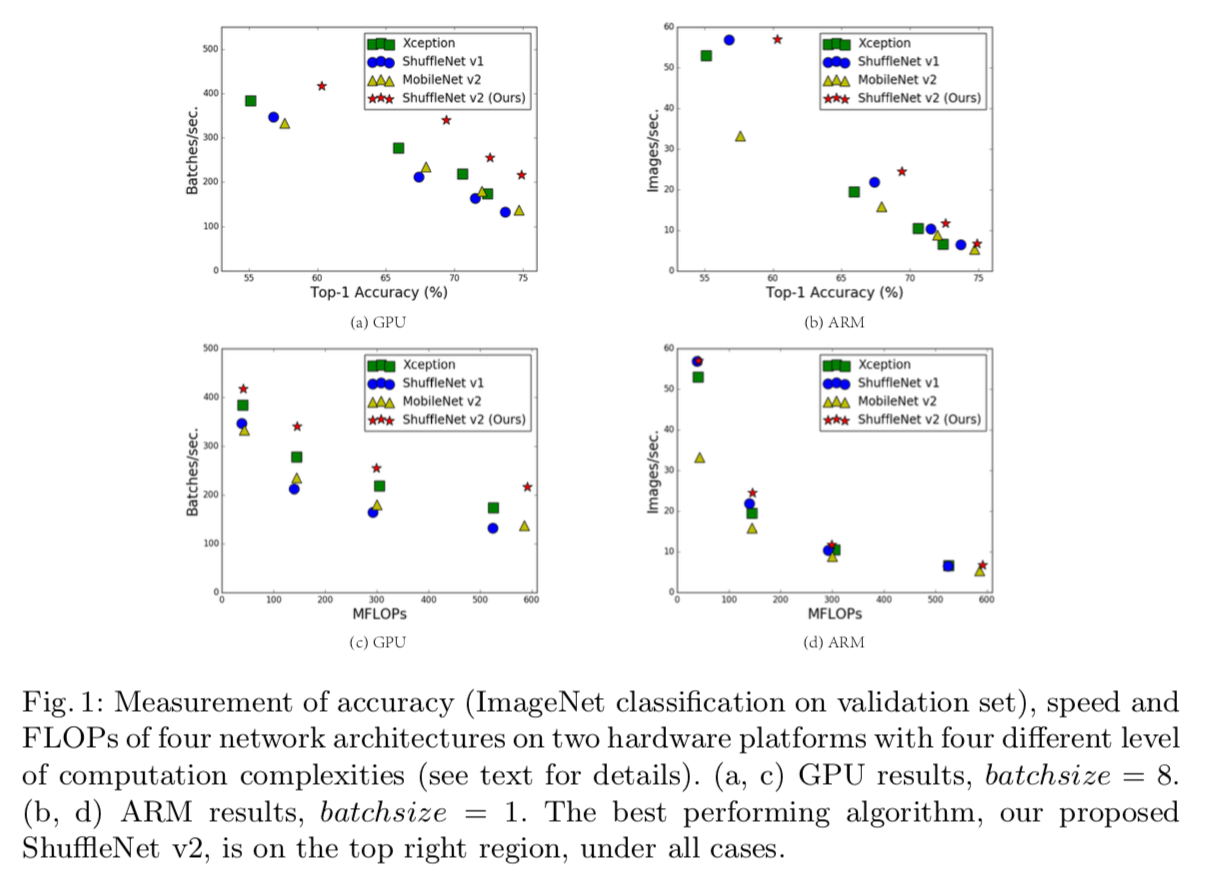 500
400
300
200
100
0
Batches/sec.
Xception
ShuffleNet v1
MobileNet v2
ShuffleNet v2 (Ours)
55 60 65 70 75
Top-1 Accuracy (%)
(a) GPU
60
50
40
30
20
10
0
Images/sec.
Xception
ShuffleNet v1
MobileNet v2
ShuffleNet v2 (Ours)
55 60 65 70 75
Top-1 Accuracy (%)
(b) ARM
500
400
300
200
100
0
Batches/sec.
Xception
ShuffleNet v1
MobileNet v2
ShuffleNet v2 (Ours)
0 100 200 300 400 500 600
MFLOPs
(c) GPU
60
50
40
30
20
10
0
Images/sec.
Xception
ShuffleNet v1
MobileNet v2
ShuffleNet v2 (Ours)
0 100 200 300 400 500 600
MFLOPs
(d) ARM
Fig. 1: Measurement of accuracy (ImageNet classification on validation set), speed and
FLOPs of four network architectures on two hardware platforms with four different level
of computation complexities (see text for details). (a, c) GPU results, batchsize = 8.
(b, d) ARM results, batchsize = 1. The best performing algorithm, our proposed
ShuffleNet v2, is on the top right region, under all cases.